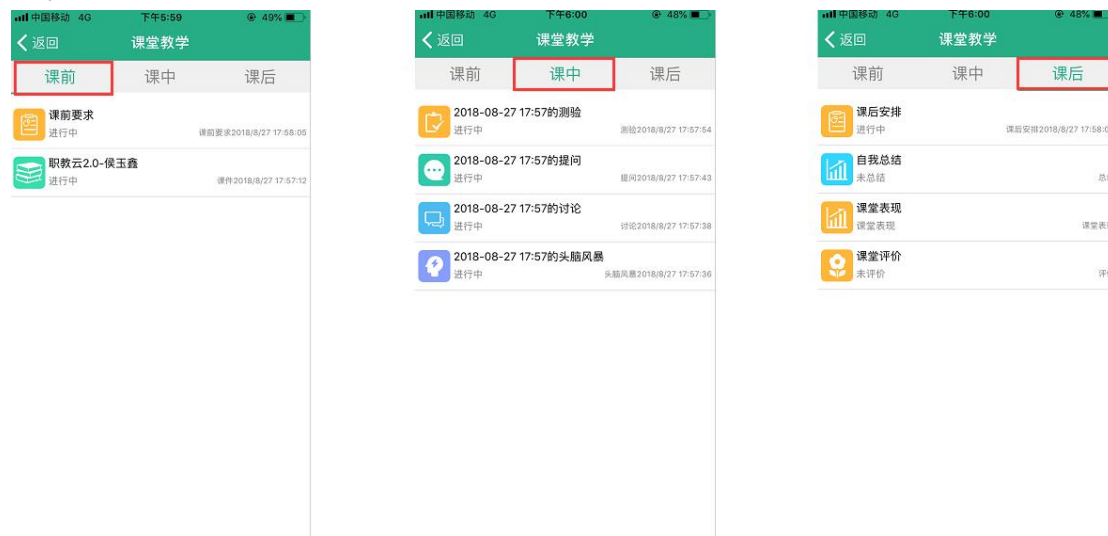 中国移动 4G 下午5:59 49%
返回 课堂教学
课前 课中 课后
课前要求
进行中 课前要求2018/8/27 17:58:05
职教云2.0-侯玉鑫
进行中 课件2018/8/27 17:57:12
中国移动 4G 下午6:00 48%
返回 课堂教学
课前 课中 课后
2018-08-27 17:57的测验
进行中 测验2018/8/27 17:57:54
2018-08-27 17:57的提问
进行中 提问2018/8/27 17:57:43
2018-08-27 17:57的讨论
进行中 讨论2018/8/27 17:57:38
2018-08-27 17:57的头脑风暴
进行中 头脑风暴2018/8/27 17:57:36
中国移动 4G 下午6:00 48%
返回 课堂教学
课前 课中 课后
课后安排
进行中 课后安排2018/8/27 17:58:0
自我总结
未总结
课堂表现
课堂表现 课堂表
课堂评价
未评价